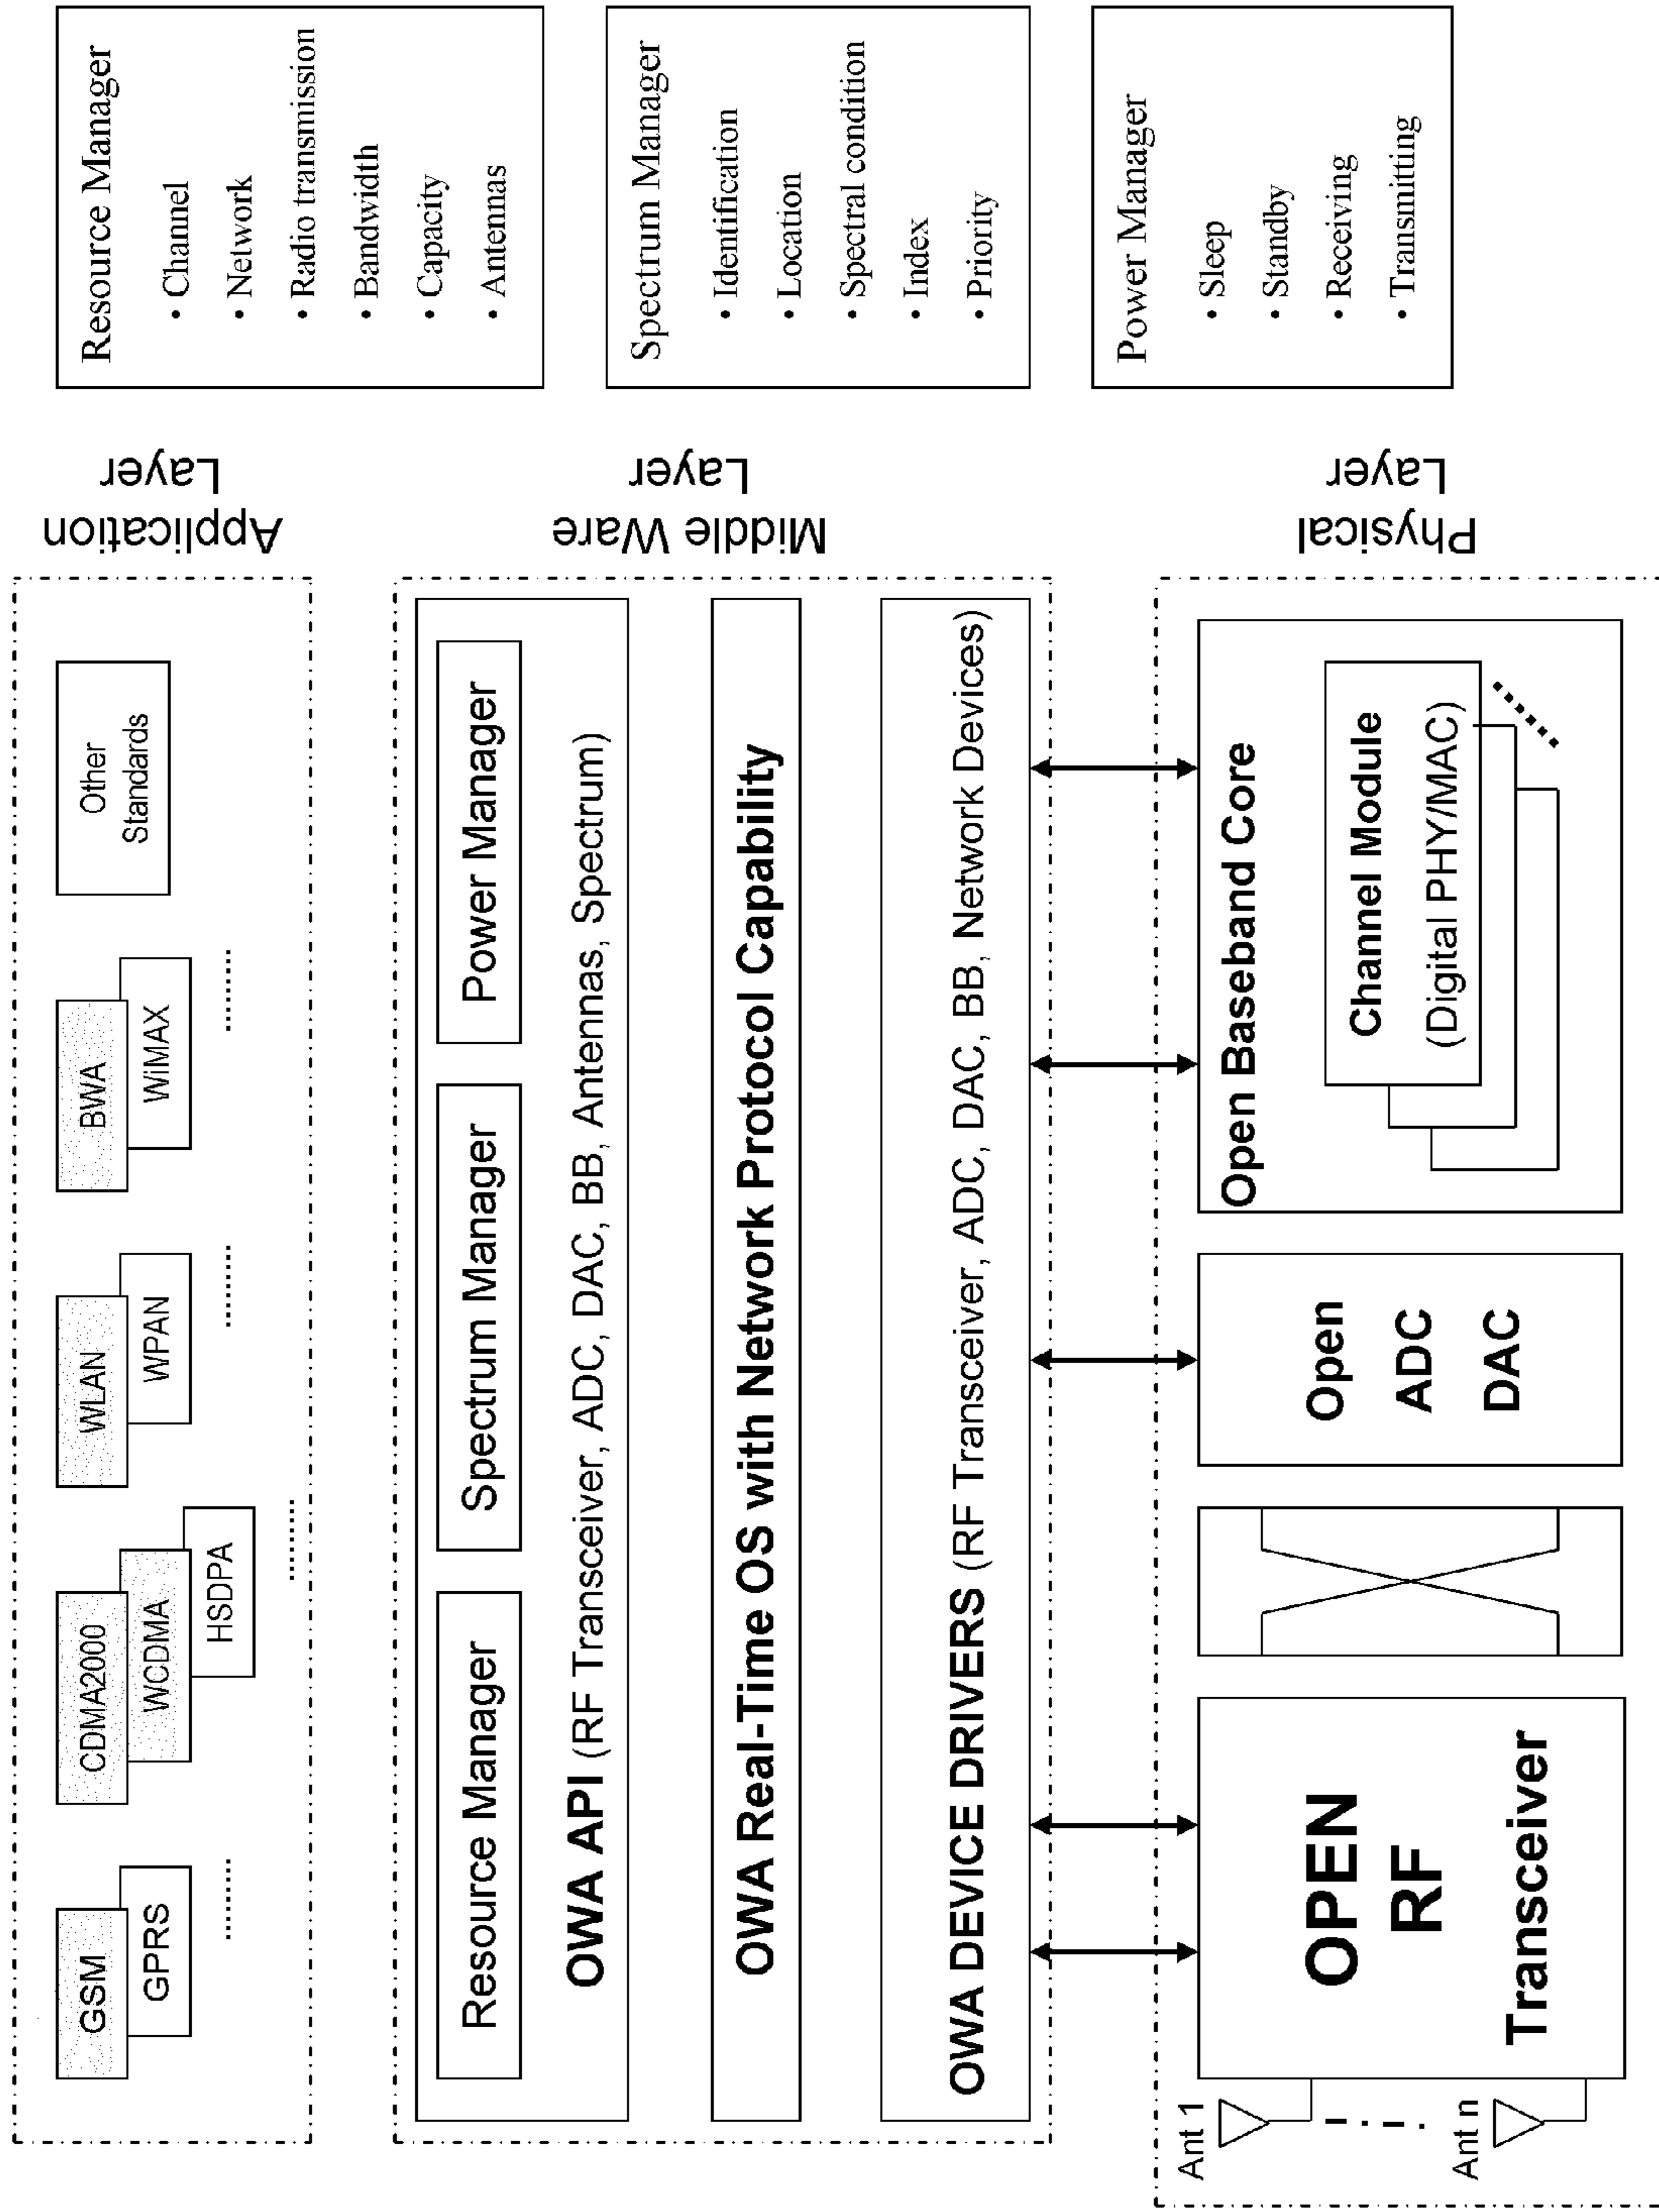 GSM
GPRS
........
CDMA2000
WCDMA
HSDPA
........
WLAN
WPAN
........
BWA
WiMAX
........
Other
Standards
Application
Layer
Resource Manager
• Channel
• Network
• Radio transmission
• Bandwidth
• Capacity
• Antennas
Resource Manager
Spectrum Manager
Power Manager
OWA API (RF Transceiver, ADC, DAC, BB, Antennas, Spectrum)
OWA Real-Time OS with Network Protocol Capability
OWA DEVICE DRIVERS (RF Transceiver, ADC, DAC, BB, Network Devices)
Middle Ware
Layer
Spectrum Manager
• Identification
• Location
• Spectral condition
• Index
• Priority
Ant 1
Ant n
OPEN
RF
Transceiver
Open
ADC
DAC
Open Baseband Core
Channel Module
(Digital PHY/MAC)
Physical
Layer
Power Manager
• Sleep
• Standby
• Receiving
• Transmitting